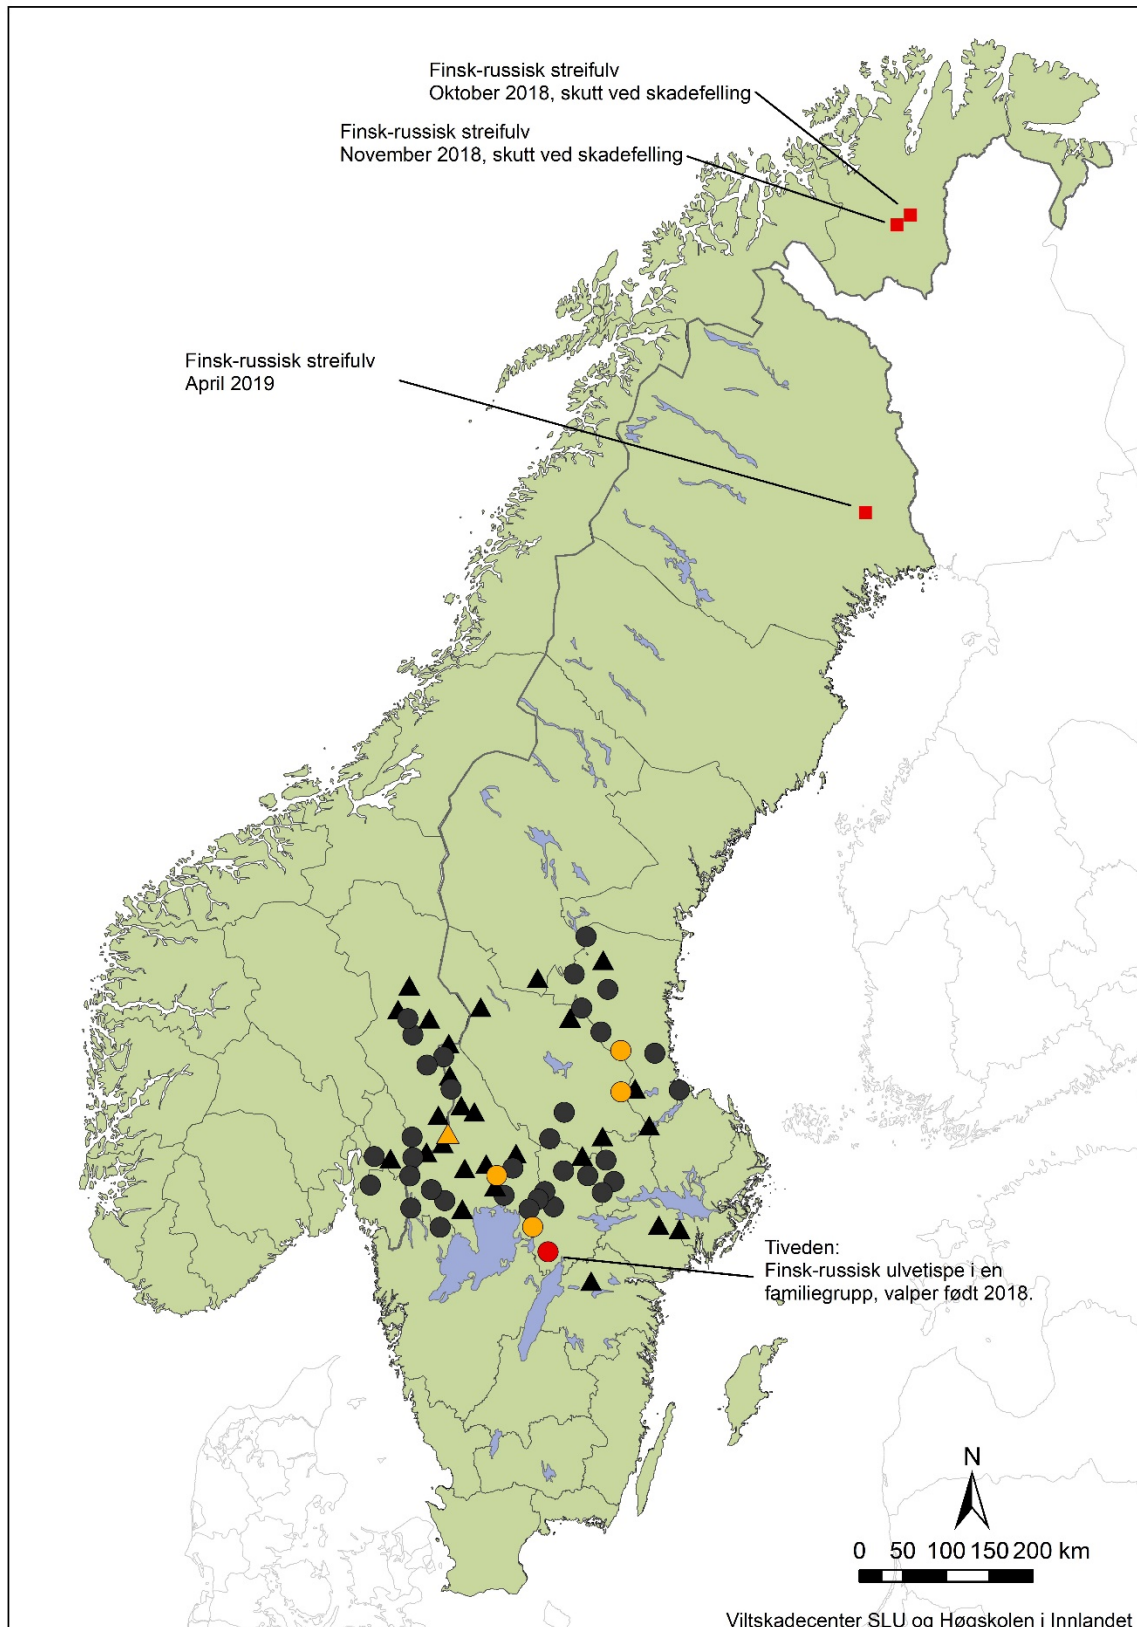 Finsk-russisk streifulv
Oktober 2018, skutt ved skadefelling
Finsk-russisk streifulv
November 2018, skutt ved skadefelling
Finsk-russisk streifulv
April 2019
Tiveden:
Finsk-russisk ulvetispe i en
familiegrupp, valper født 2018.
N
0 50 100 150 200 km
Viltskadecenter SLU og Høgskolen i Innlandet